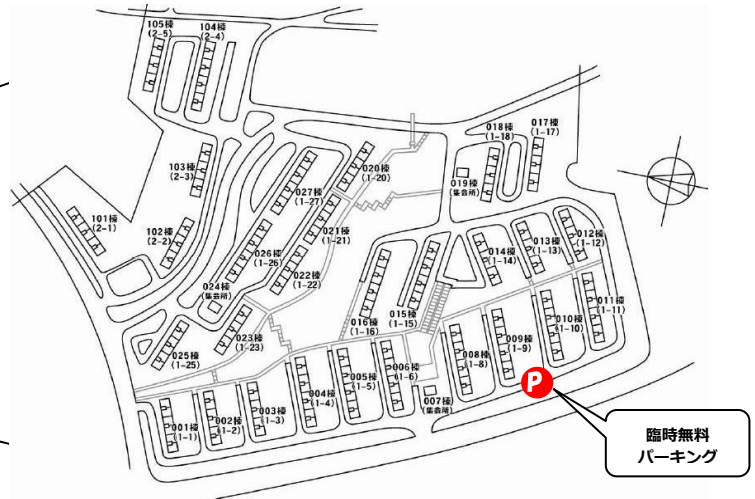 105棟
(2-5)
104棟
(2-4)
103棟
(2-3)
101棟
(2-1)
102棟
(2-2)
020棟
(1-20)
027棟
(1-27)
021棟
(1-21)
026棟
(1-26)
022棟
(1-22)
024棟
(集会所)
023棟
(1-23)
025棟
(1-25)
018棟
(1-18)
017棟
(1-17)
019棟
(集会所)
014棟
(1-14)
013棟
(1-13)
012棟
(1-12)
016棟
(1-16)
015棟
(1-15)
011棟
(1-11)
010棟
(1-10)
009棟
(1-9)
008棟
(1-8)
006棟
(1-6)
005棟
(1-5)
004棟
(1-4)
007棟
(集会所)
003棟
(1-3)
002棟
(1-2)
001棟
(1-1)
P
臨時無料
パーキング